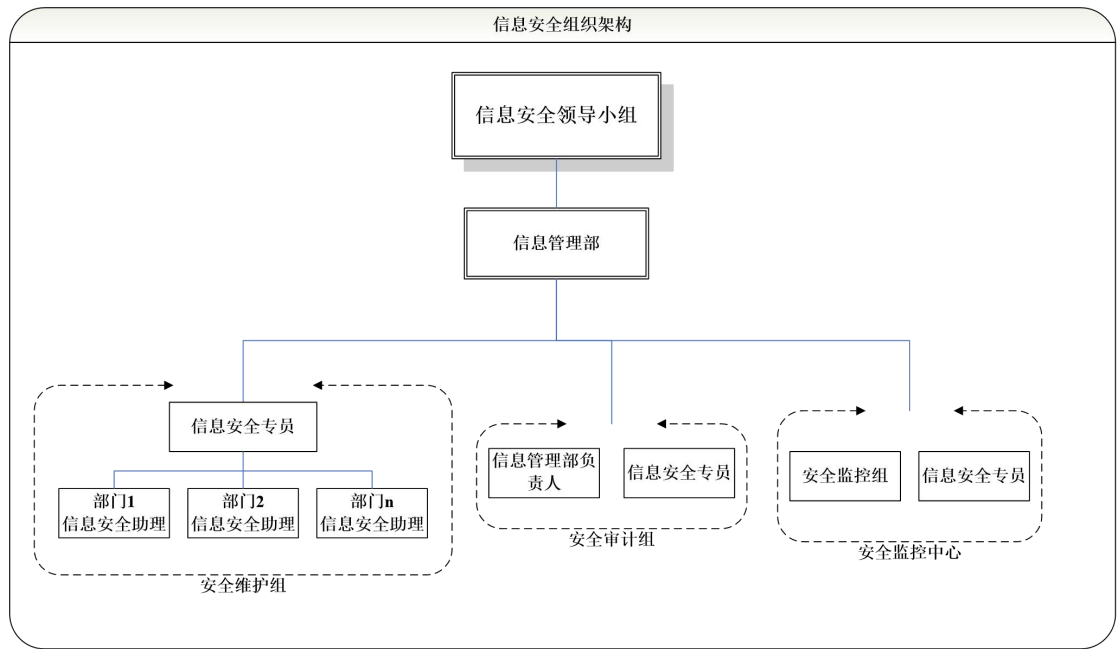 信息安全组织架构
信息安全领导小组
信息管理部
信息安全专员
部门1
信息安全助理
部门2
信息安全助理
部门n
信息安全助理
安全维护组
信息管理部负
责人
信息安全专员
安全审计组
安全监控组
信息安全专员
安全监控中心